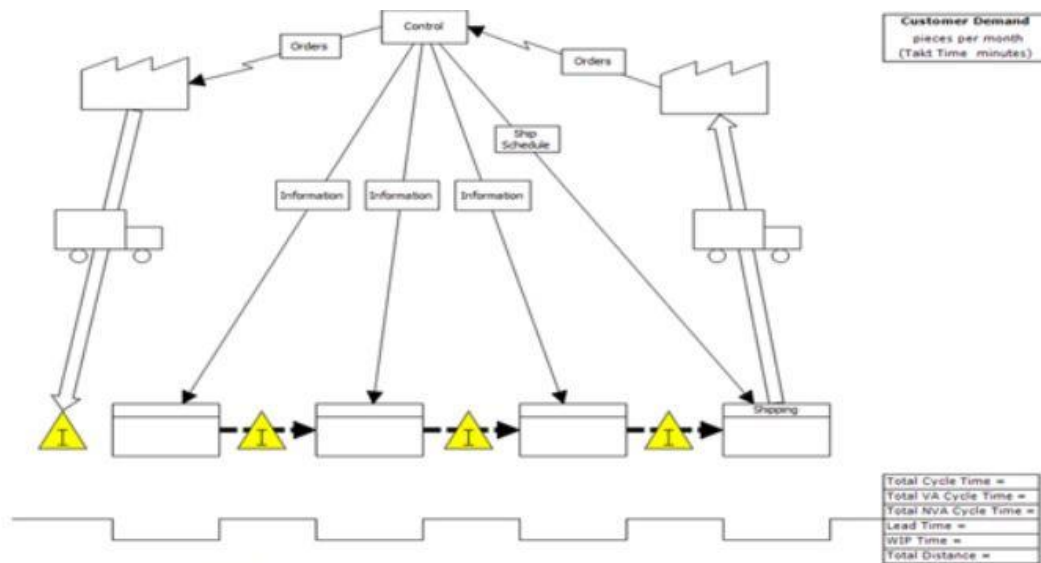 Control
Customer Demand
pieces per month
(Takt Time minutes)
Orders
Orders
Ship
Schedule
Information
Information
Information
I
I
I
I
Shipping
Total Cycle Time =
Total VA Cycle Time =
Total NVA Cycle Time =
Lead Time =
WIP Time =
Total Distance =